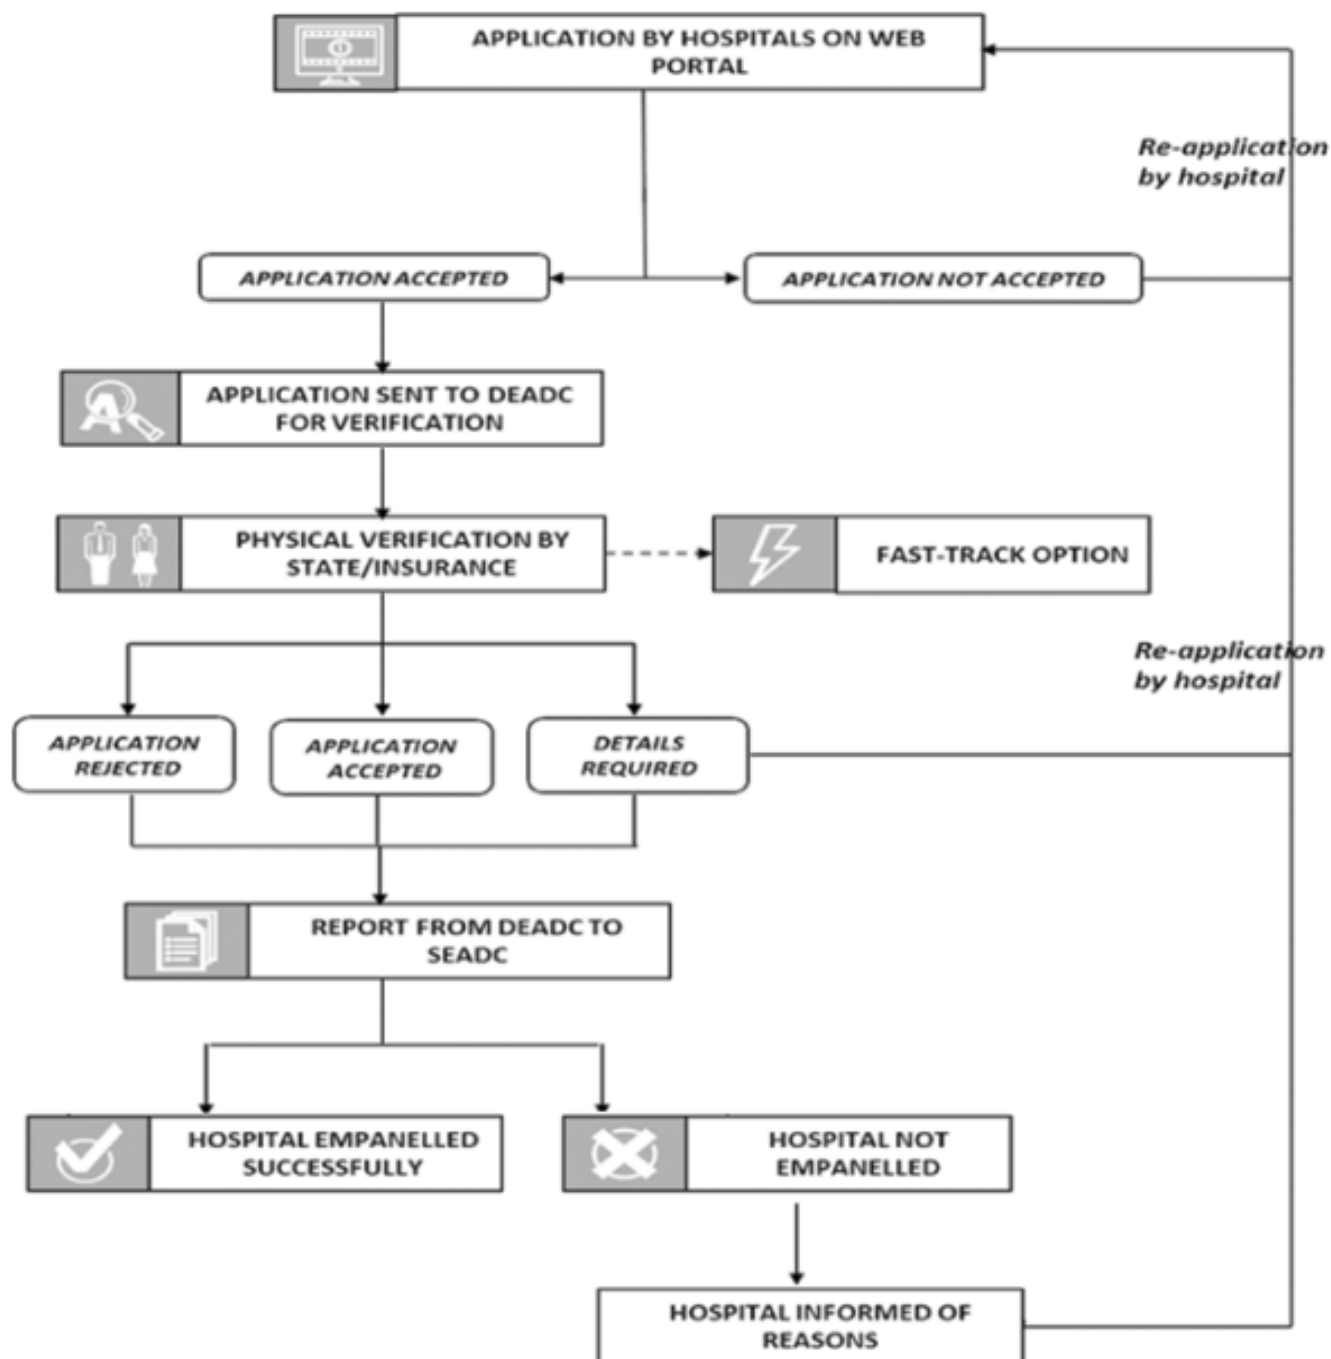 APPLICATION BY HOSPITALS ON WEB
PORTAL
Re-application
by hospital
APPLICATION ACCEPTED
APPLICATION NOT ACCEPTED
APPLICATION SENT TO DEADC
FOR VERIFICATION
PHYSICAL VERIFICATION BY
STATE/INSURANCE
FAST-TRACK OPTION
Re-application
by hospital
APPLICATION
REJECTED
APPLICATION
ACCEPTED
DETAILS
REQUIRED
REPORT FROM DEADC TO
SEADC
HOSPITAL EMPANELLED
SUCCESSFULLY
HOSPITAL NOT
EMPANELLED
HOSPITAL INFORMED OF
REASONS